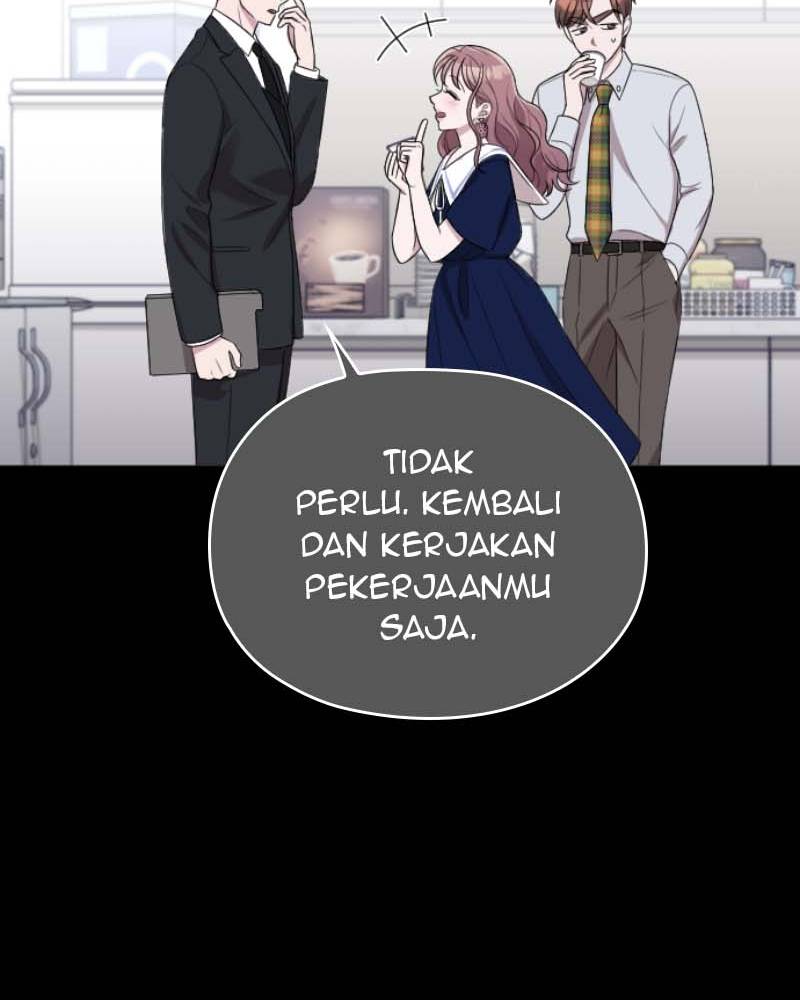 TIDAK
PERLU. KEMBALI
DAN KERJAKAN
PEKERJAANMU
SAJA.